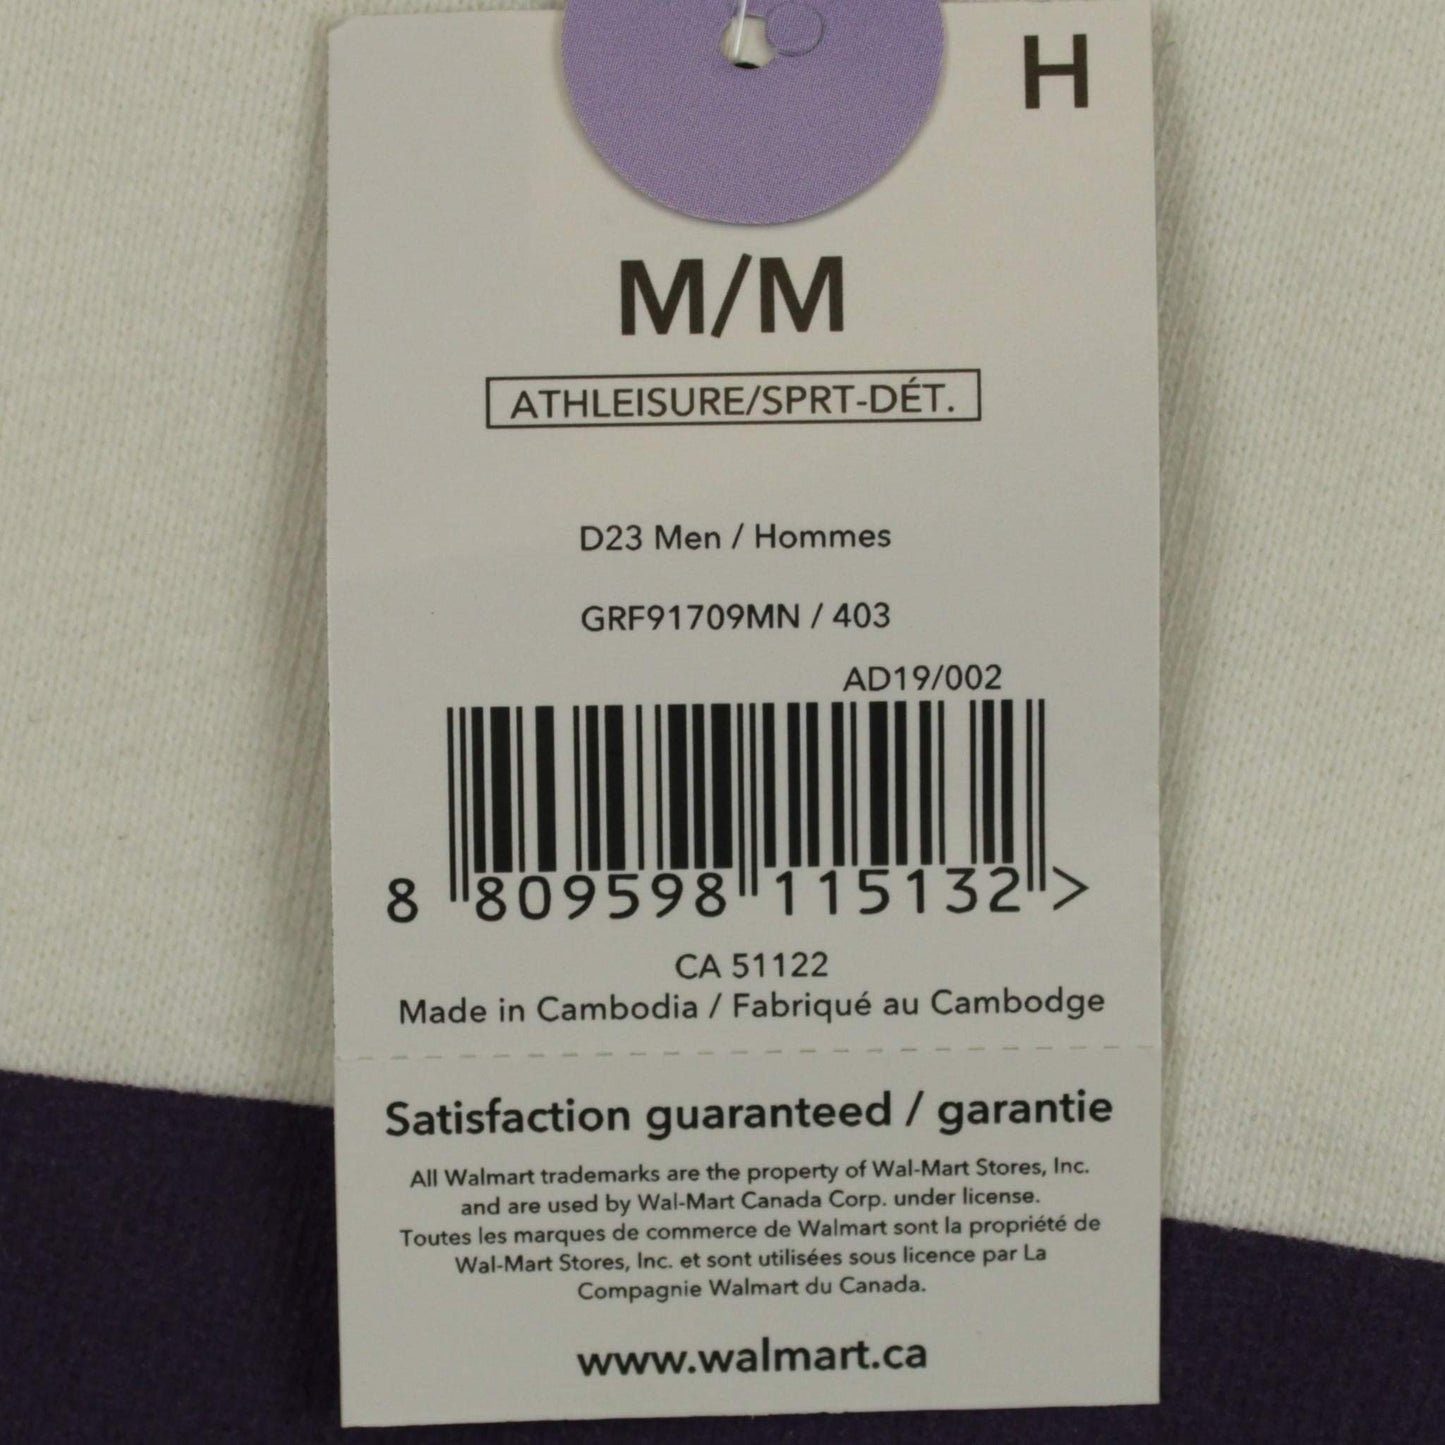 H
M/M
ATHLEISURE/SPRT-DÉT.
D23 Men / Hommes
GRF91709MN / 403
AD19/002
8 809598 115132 >
CA 51122
Made in Cambodia / Fabriqué au Cambodge
Satisfaction guaranteed / garantie
All Walmart trademarks are the property of Wal-Mart Stores, Inc.
and are used by Wal-Mart Canada Corp. under license.
Toutes les marques de commerce de Walmart sont la propriété de
Wal-Mart Stores, Inc. et sont utilisées sous licence par La
Compagnie Walmart du Canada.
www.walmart.ca